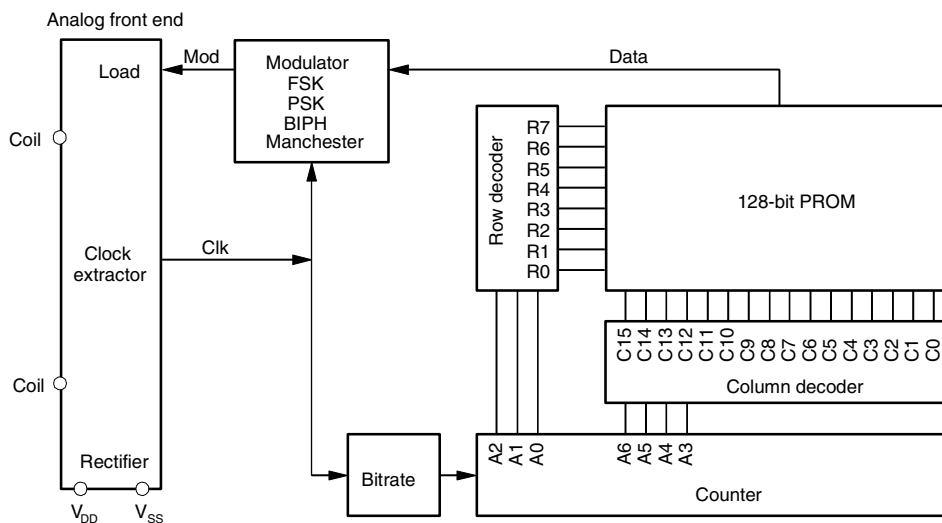 Analog front end
Load
Mod
Modulator
FSK
PSK
BIPH
Manchester
Data
Coil
Row decoder
R7
R6
R5
R4
R3
R2
R1
R0
128-bit PROM
Clock
extractor
Clk
C15
C14
C13
C12
C11
C10
C9
C8
C7
C6
C5
C4
C3
C2
C1
C0
Column decoder
Coil
Rectifier
VDD
VSS
Bitrate
A2
A1
A0
A6
A5
A4
A3
Counter